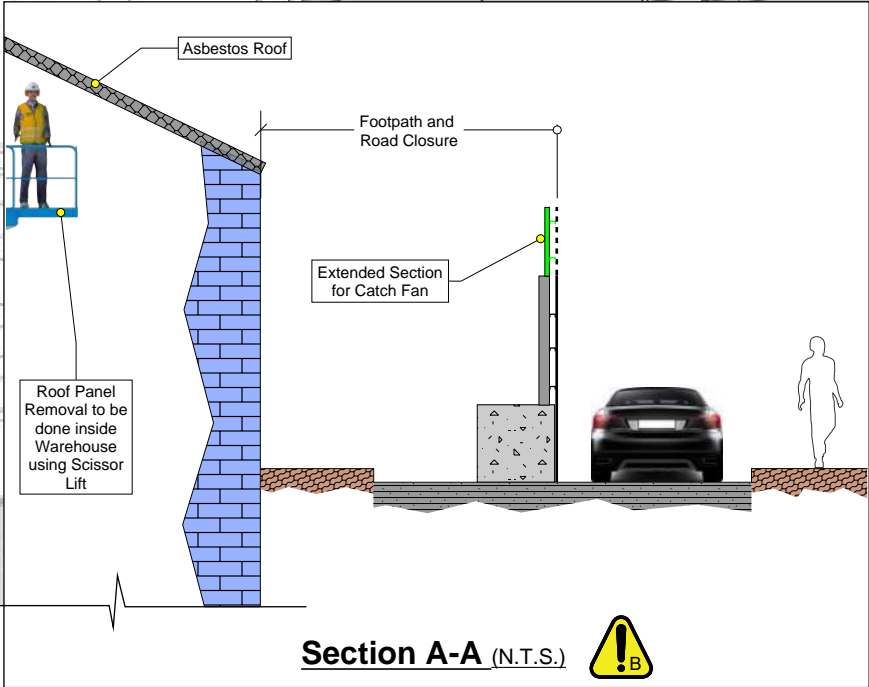 Asbestos Roof
Footpath and
Road Closure
Extended Section
for Catch Fan
Roof Panel
Removal to be
done inside
Warehouse
using Scissor
Lift
Section A-A (N.T.S.)
B